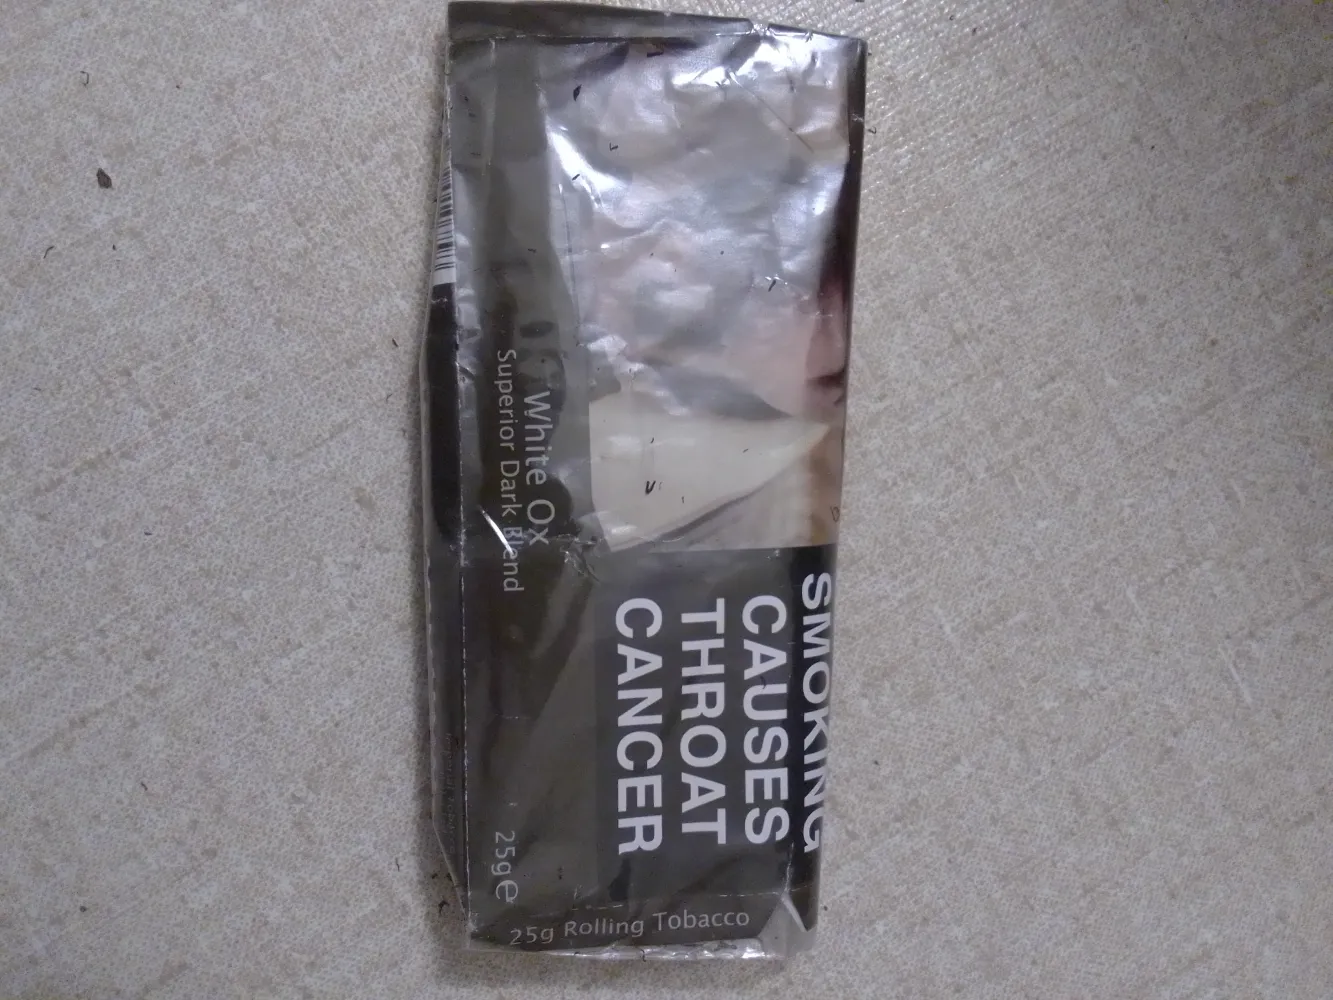 SMOKING
CAUSES
THROAT
CANCER
White Ox
Superior Dark Blend
25g e
25g Rolling Tobacco